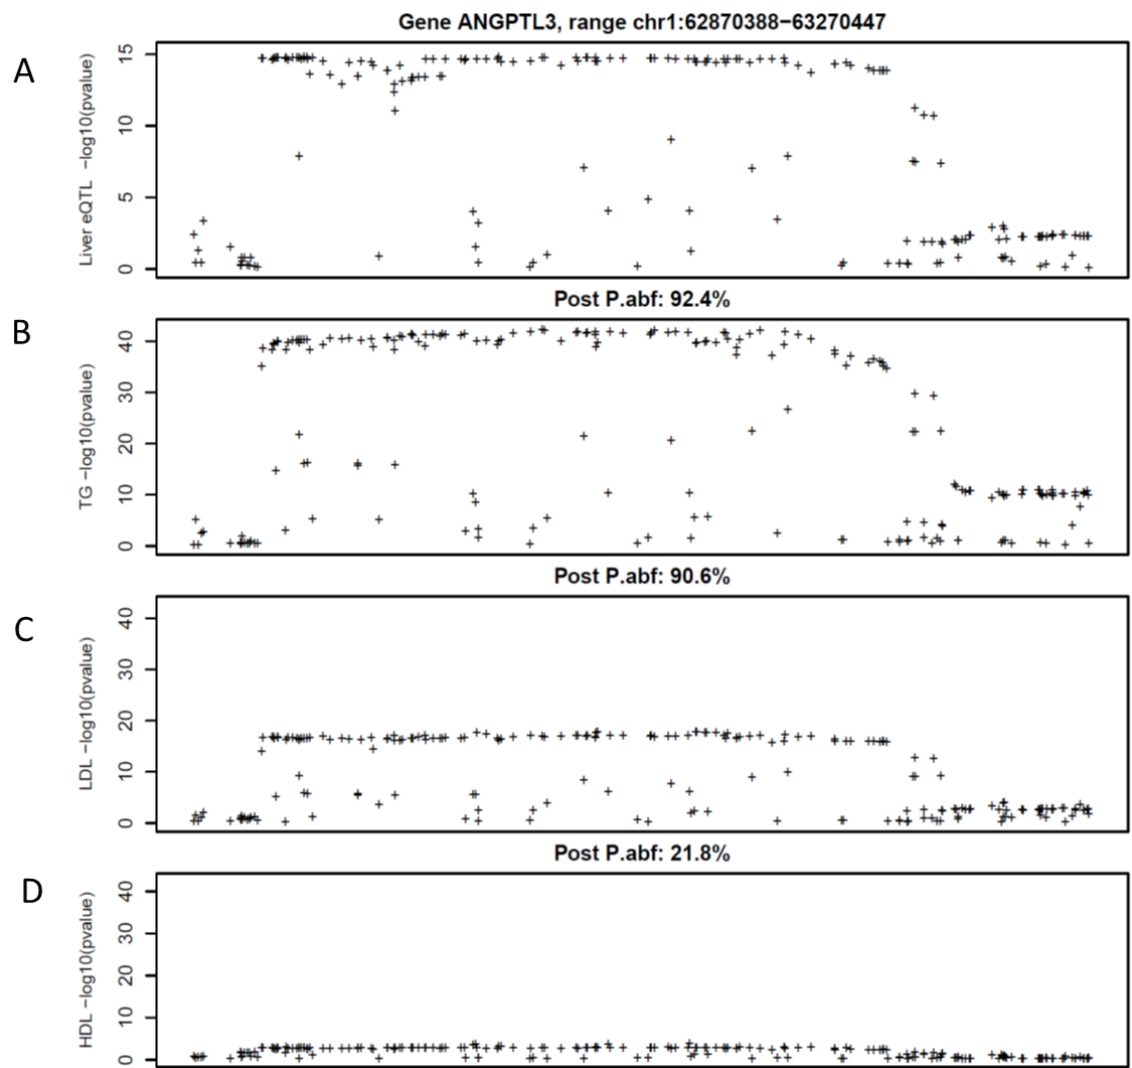 Gene ANGPTL3, range chr1:62870388−63270447
A
Liver eQTL −log10(pvalue)
15
10
5
0
Post P.abf: 92.4%
B
TG −log10(pvalue)
40
30
20
10
0
Post P.abf: 90.6%
C
LDL −log10(pvalue)
40
30
20
10
0
Post P.abf: 21.8%
D
HDL −log10(pvalue)
40
30
20
10
0